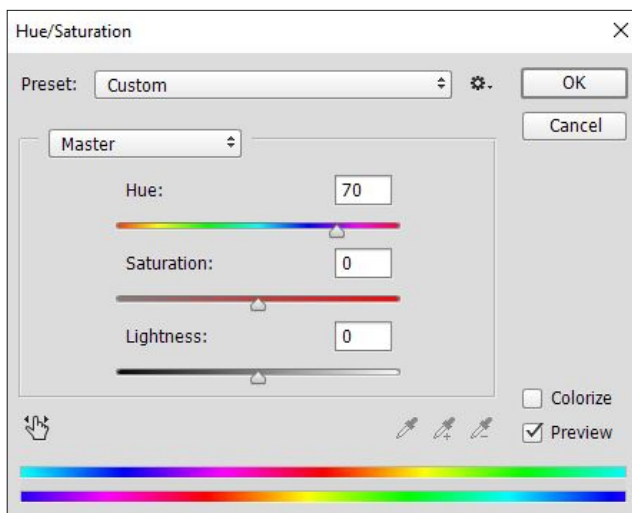 Hue/Saturation
Preset: Custom
OK
Cancel
Master
Hue: 70
Saturation: 0
Lightness: 0
Colorize
Preview